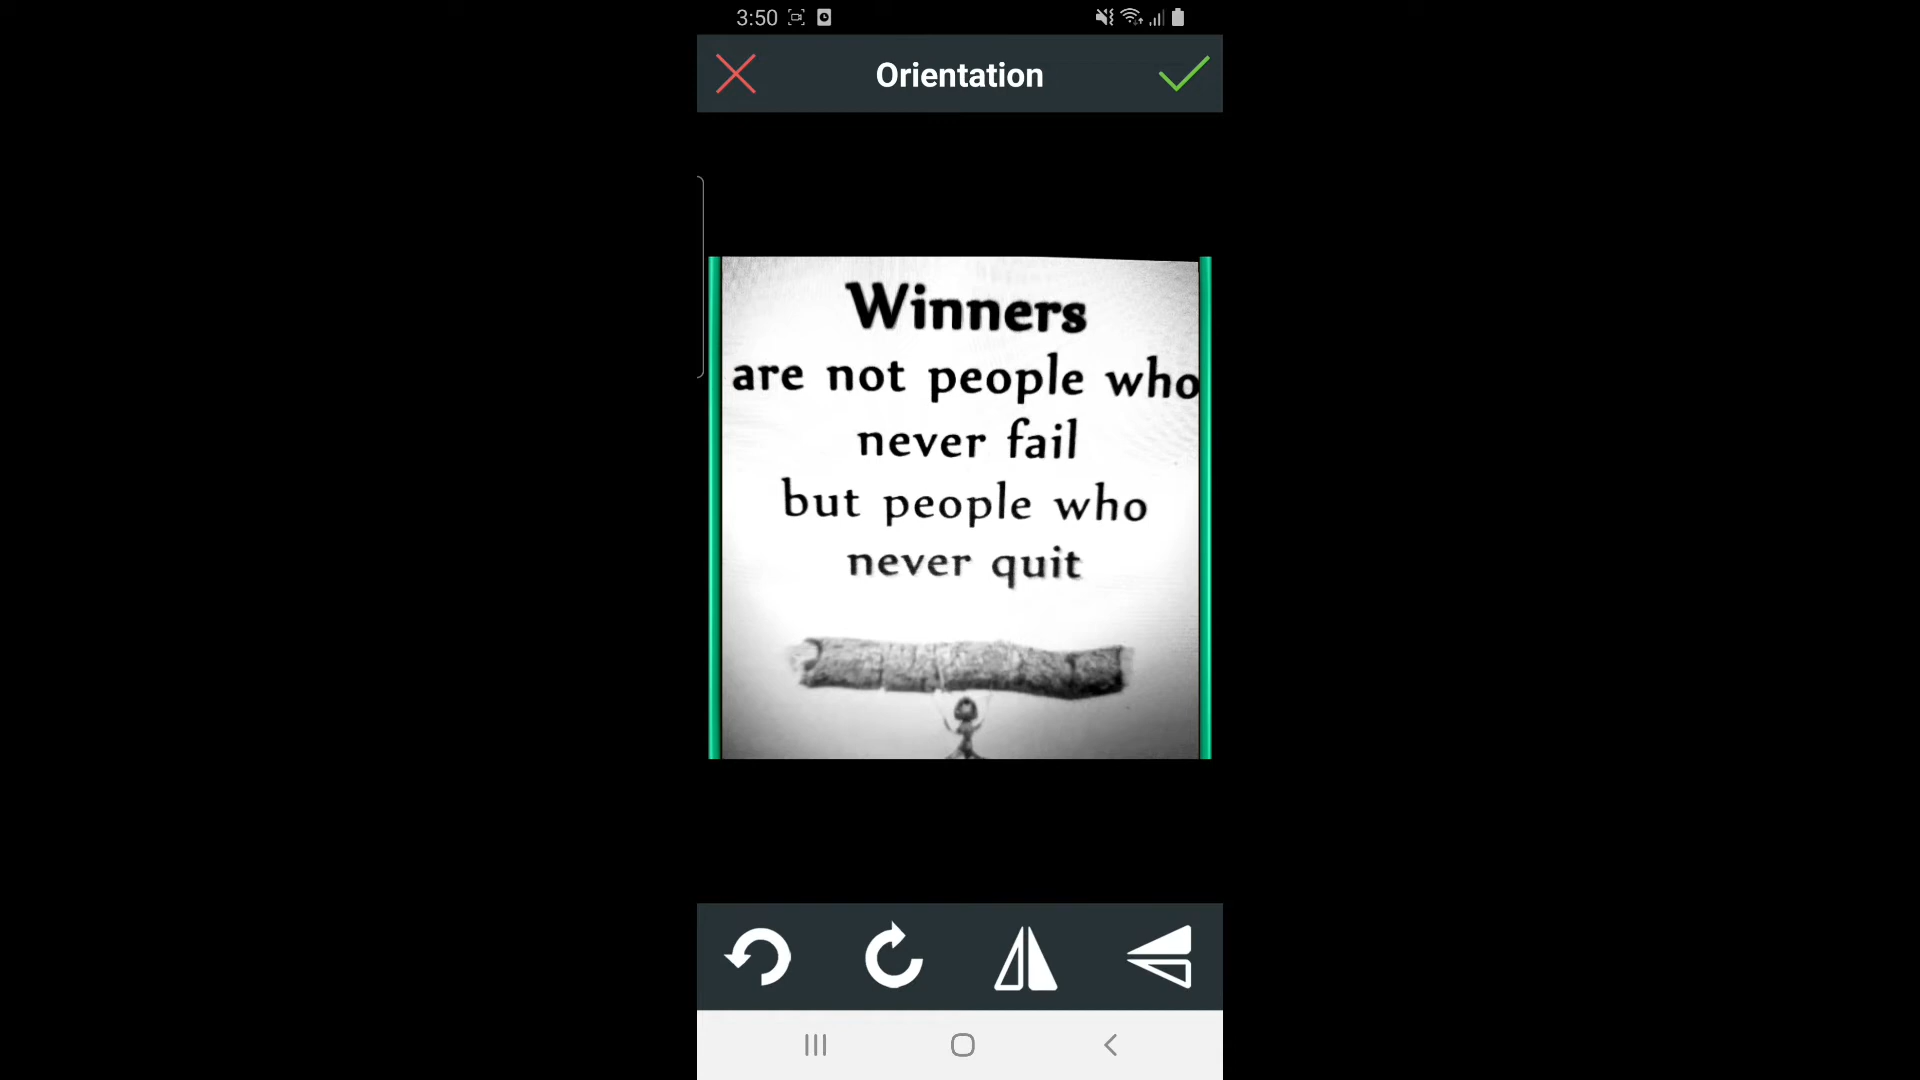 3:50
Orientation
Winners
are not people who
never fail
but people who
never quit